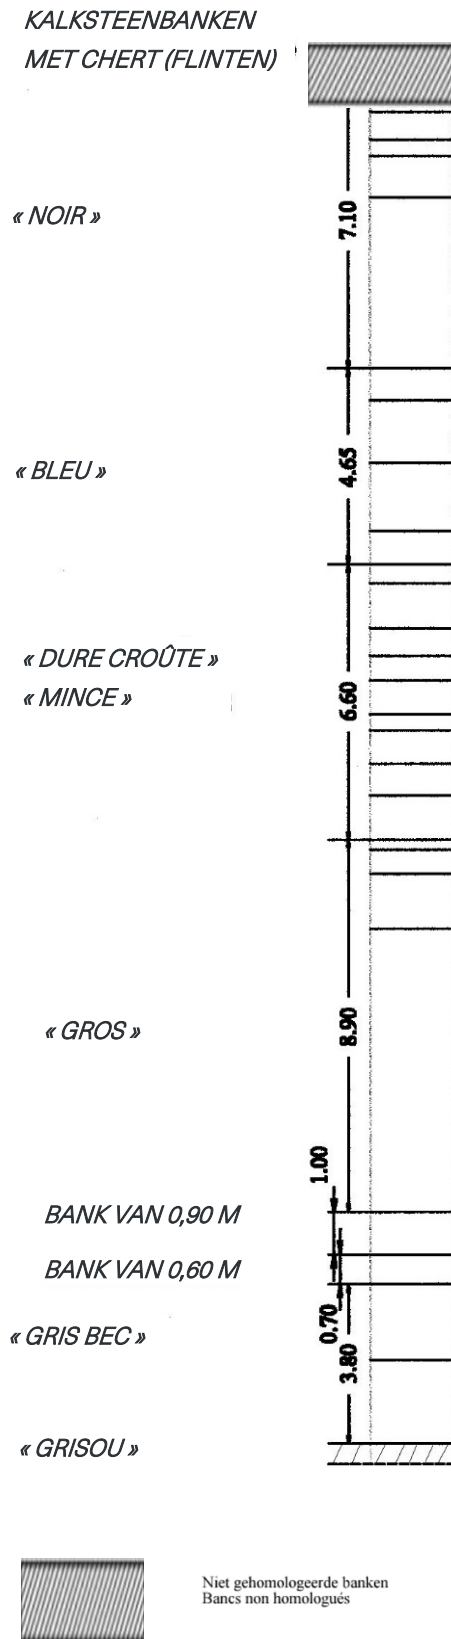 KALKSTEENBANKEN
MET CHERT (FLINTEN)
« NOIR »
7.10
« BLEU »
4.65
« DURE CROÛTE »
« MINCE »
6.60
« GROS »
8.90
1.00
BANK VAN 0,90 M
BANK VAN 0,60 M
0.70
« GRIS BEC »
3.80
« GRISOU »
Niet gehomologeerde banken
Bancs non homologués